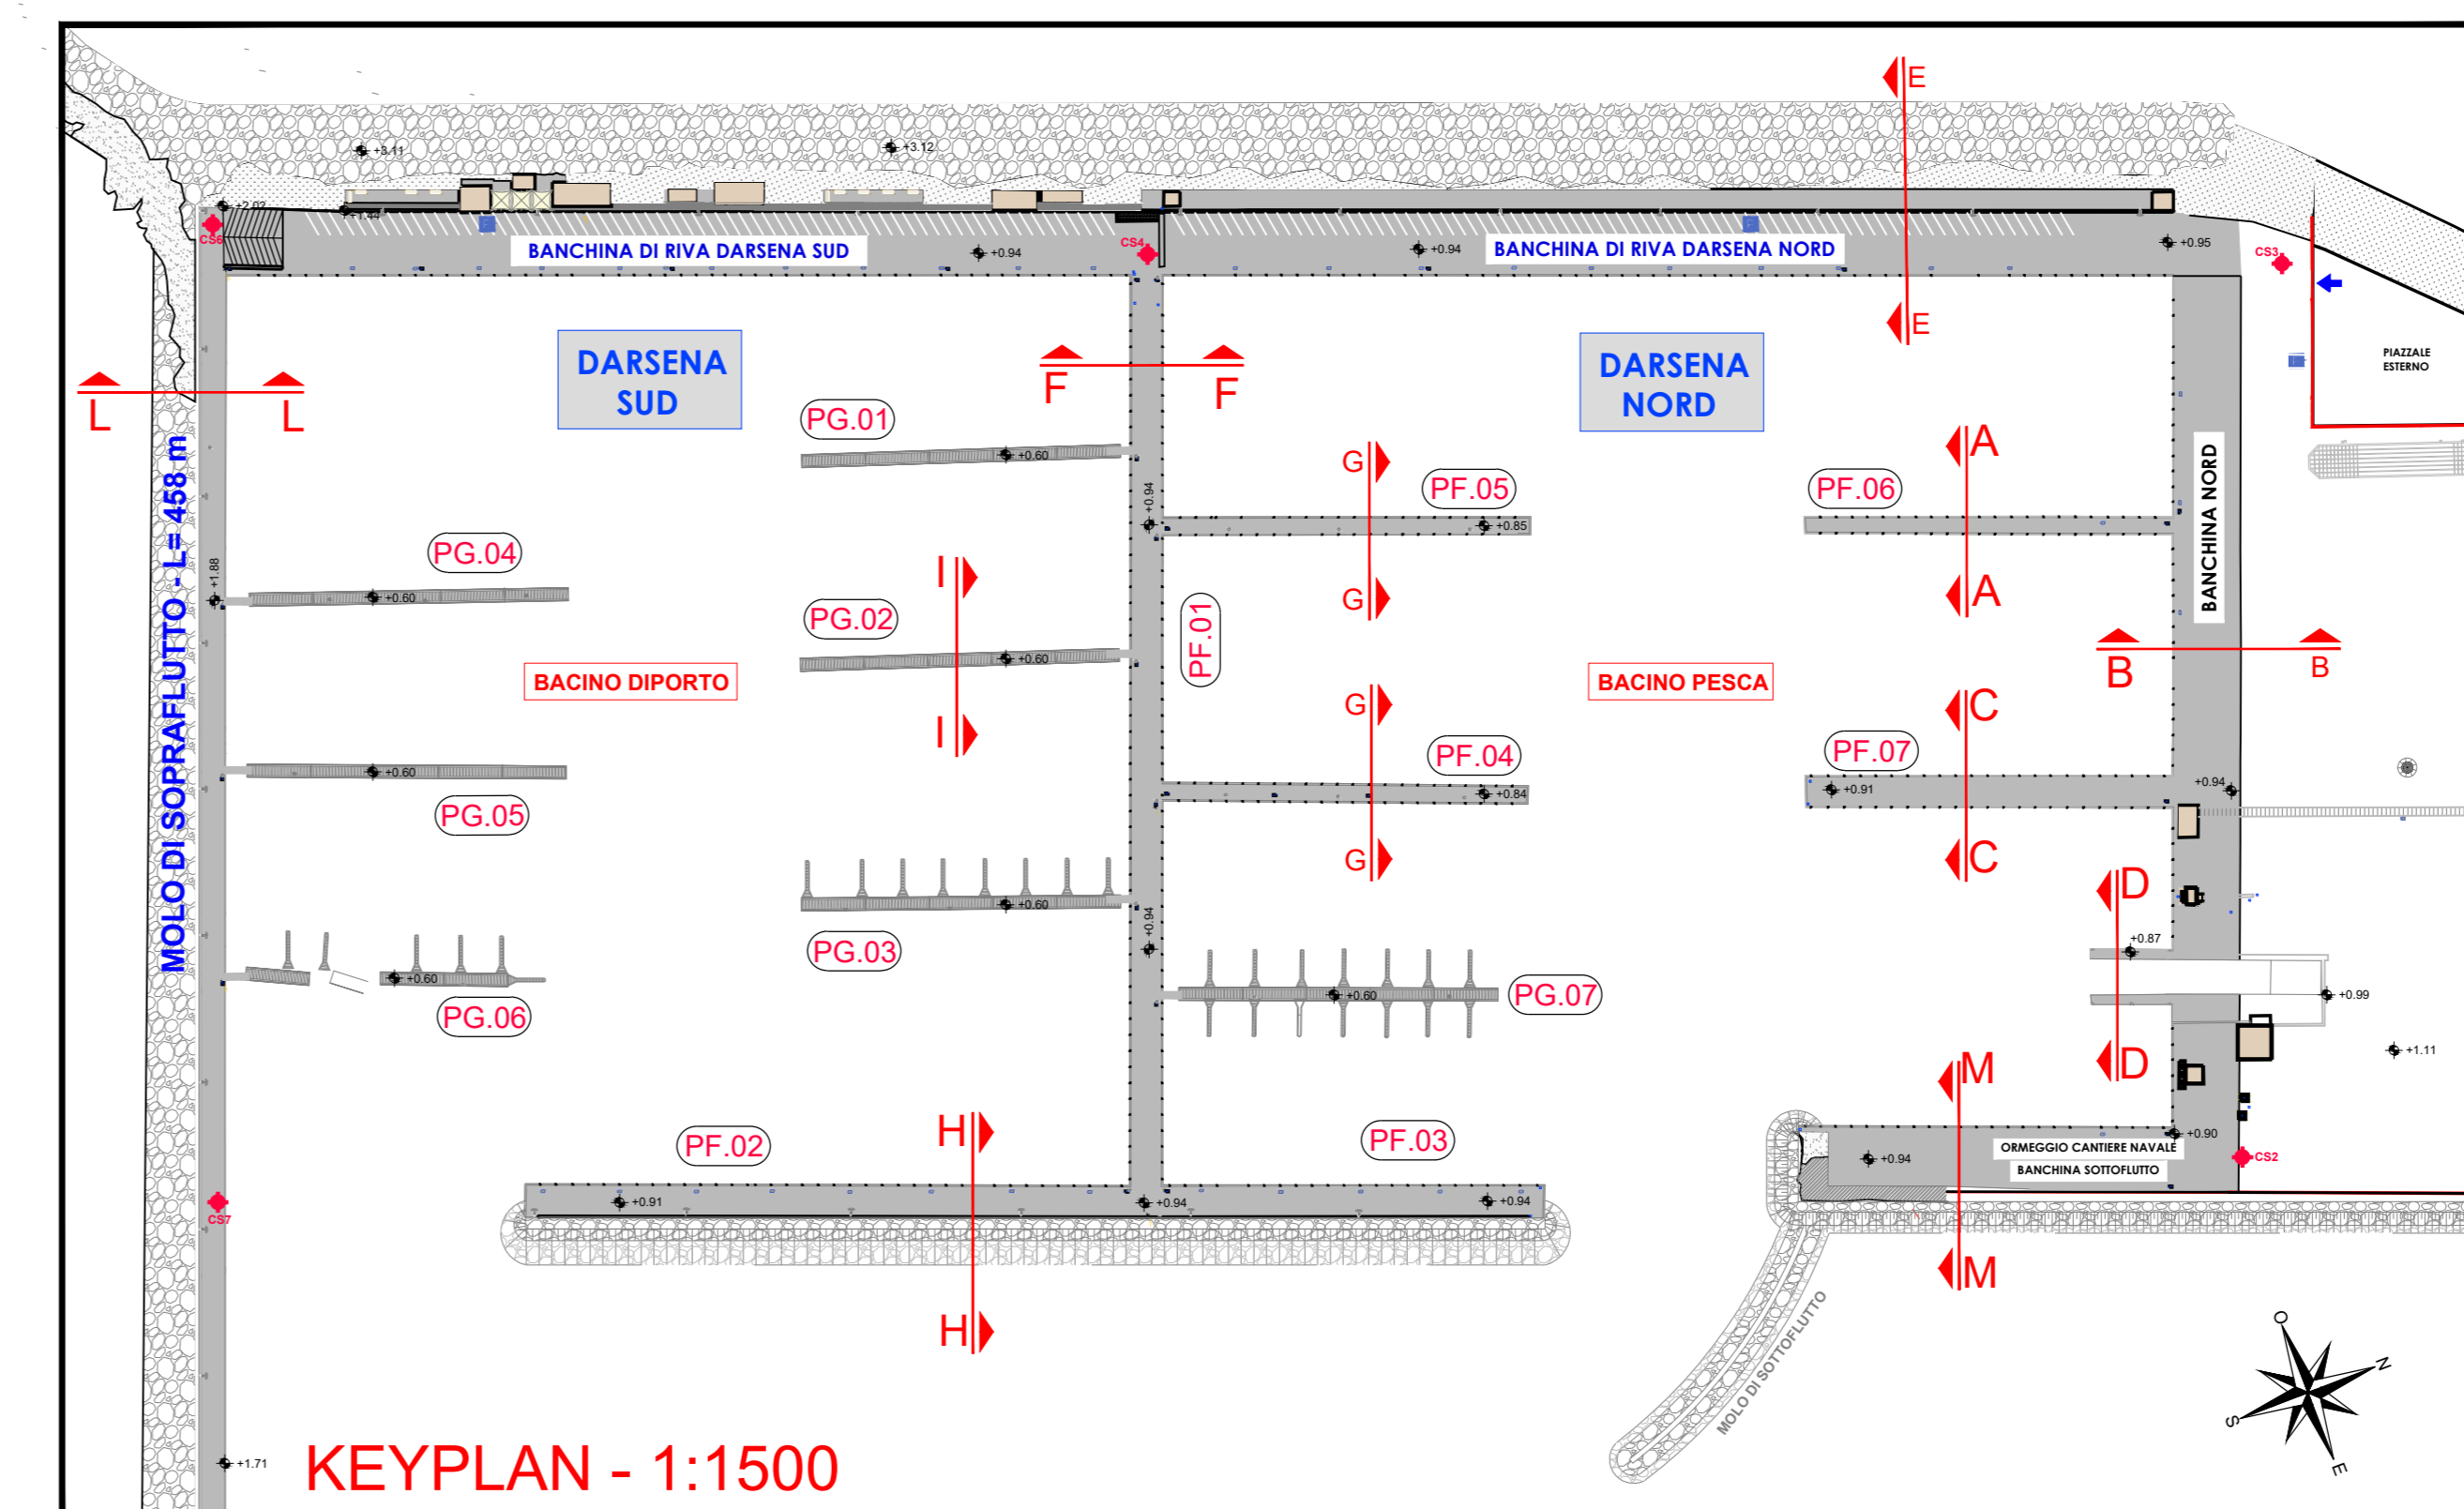 E
+3.11
+3.12
+2.02
+1.44
CS6
BANCHINA DI RIVA DARSENA SUD
+0.94
CS4
+0.94
BANCHINA DI RIVA DARSENA NORD
+0.95
CS3
E
DARSENA
SUD
F
F
DARSENA
NORD
PIAZZALE
ESTERNO
L
L
PG.01
+0.60
G
A
BANCHINA NORD
MOLO DI SOPRAFLUTTO - L= 458 m
+0.94
PF.05
+0.85
PF.06
PG.04
+0.60
+1.88
I
G
A
PG.02
+0.60
PF.01
B
B
BACINO DIPORTO
BACINO PESCA
I
G
C
PG.05
+0.60
PF.04
+0.84
PF.07
+0.91
+0.94
G
C
D
+0.60
PG.03
+0.94
+0.87
+0.60
PG.06
+0.60
PG.07
+0.99
+1.11
D
M
H
PF.02
PF.03
+0.90
ORMEGGIO CANTIERE NAVALE
BANCHINA SOTTOFLUTTO
+0.94
CS2
+0.91
+0.94
+0.94
CS7
M
H
MOLO DI SOTTOFLUTTO
O
N
S
E
+1.71
KEYPLAN - 1:1500